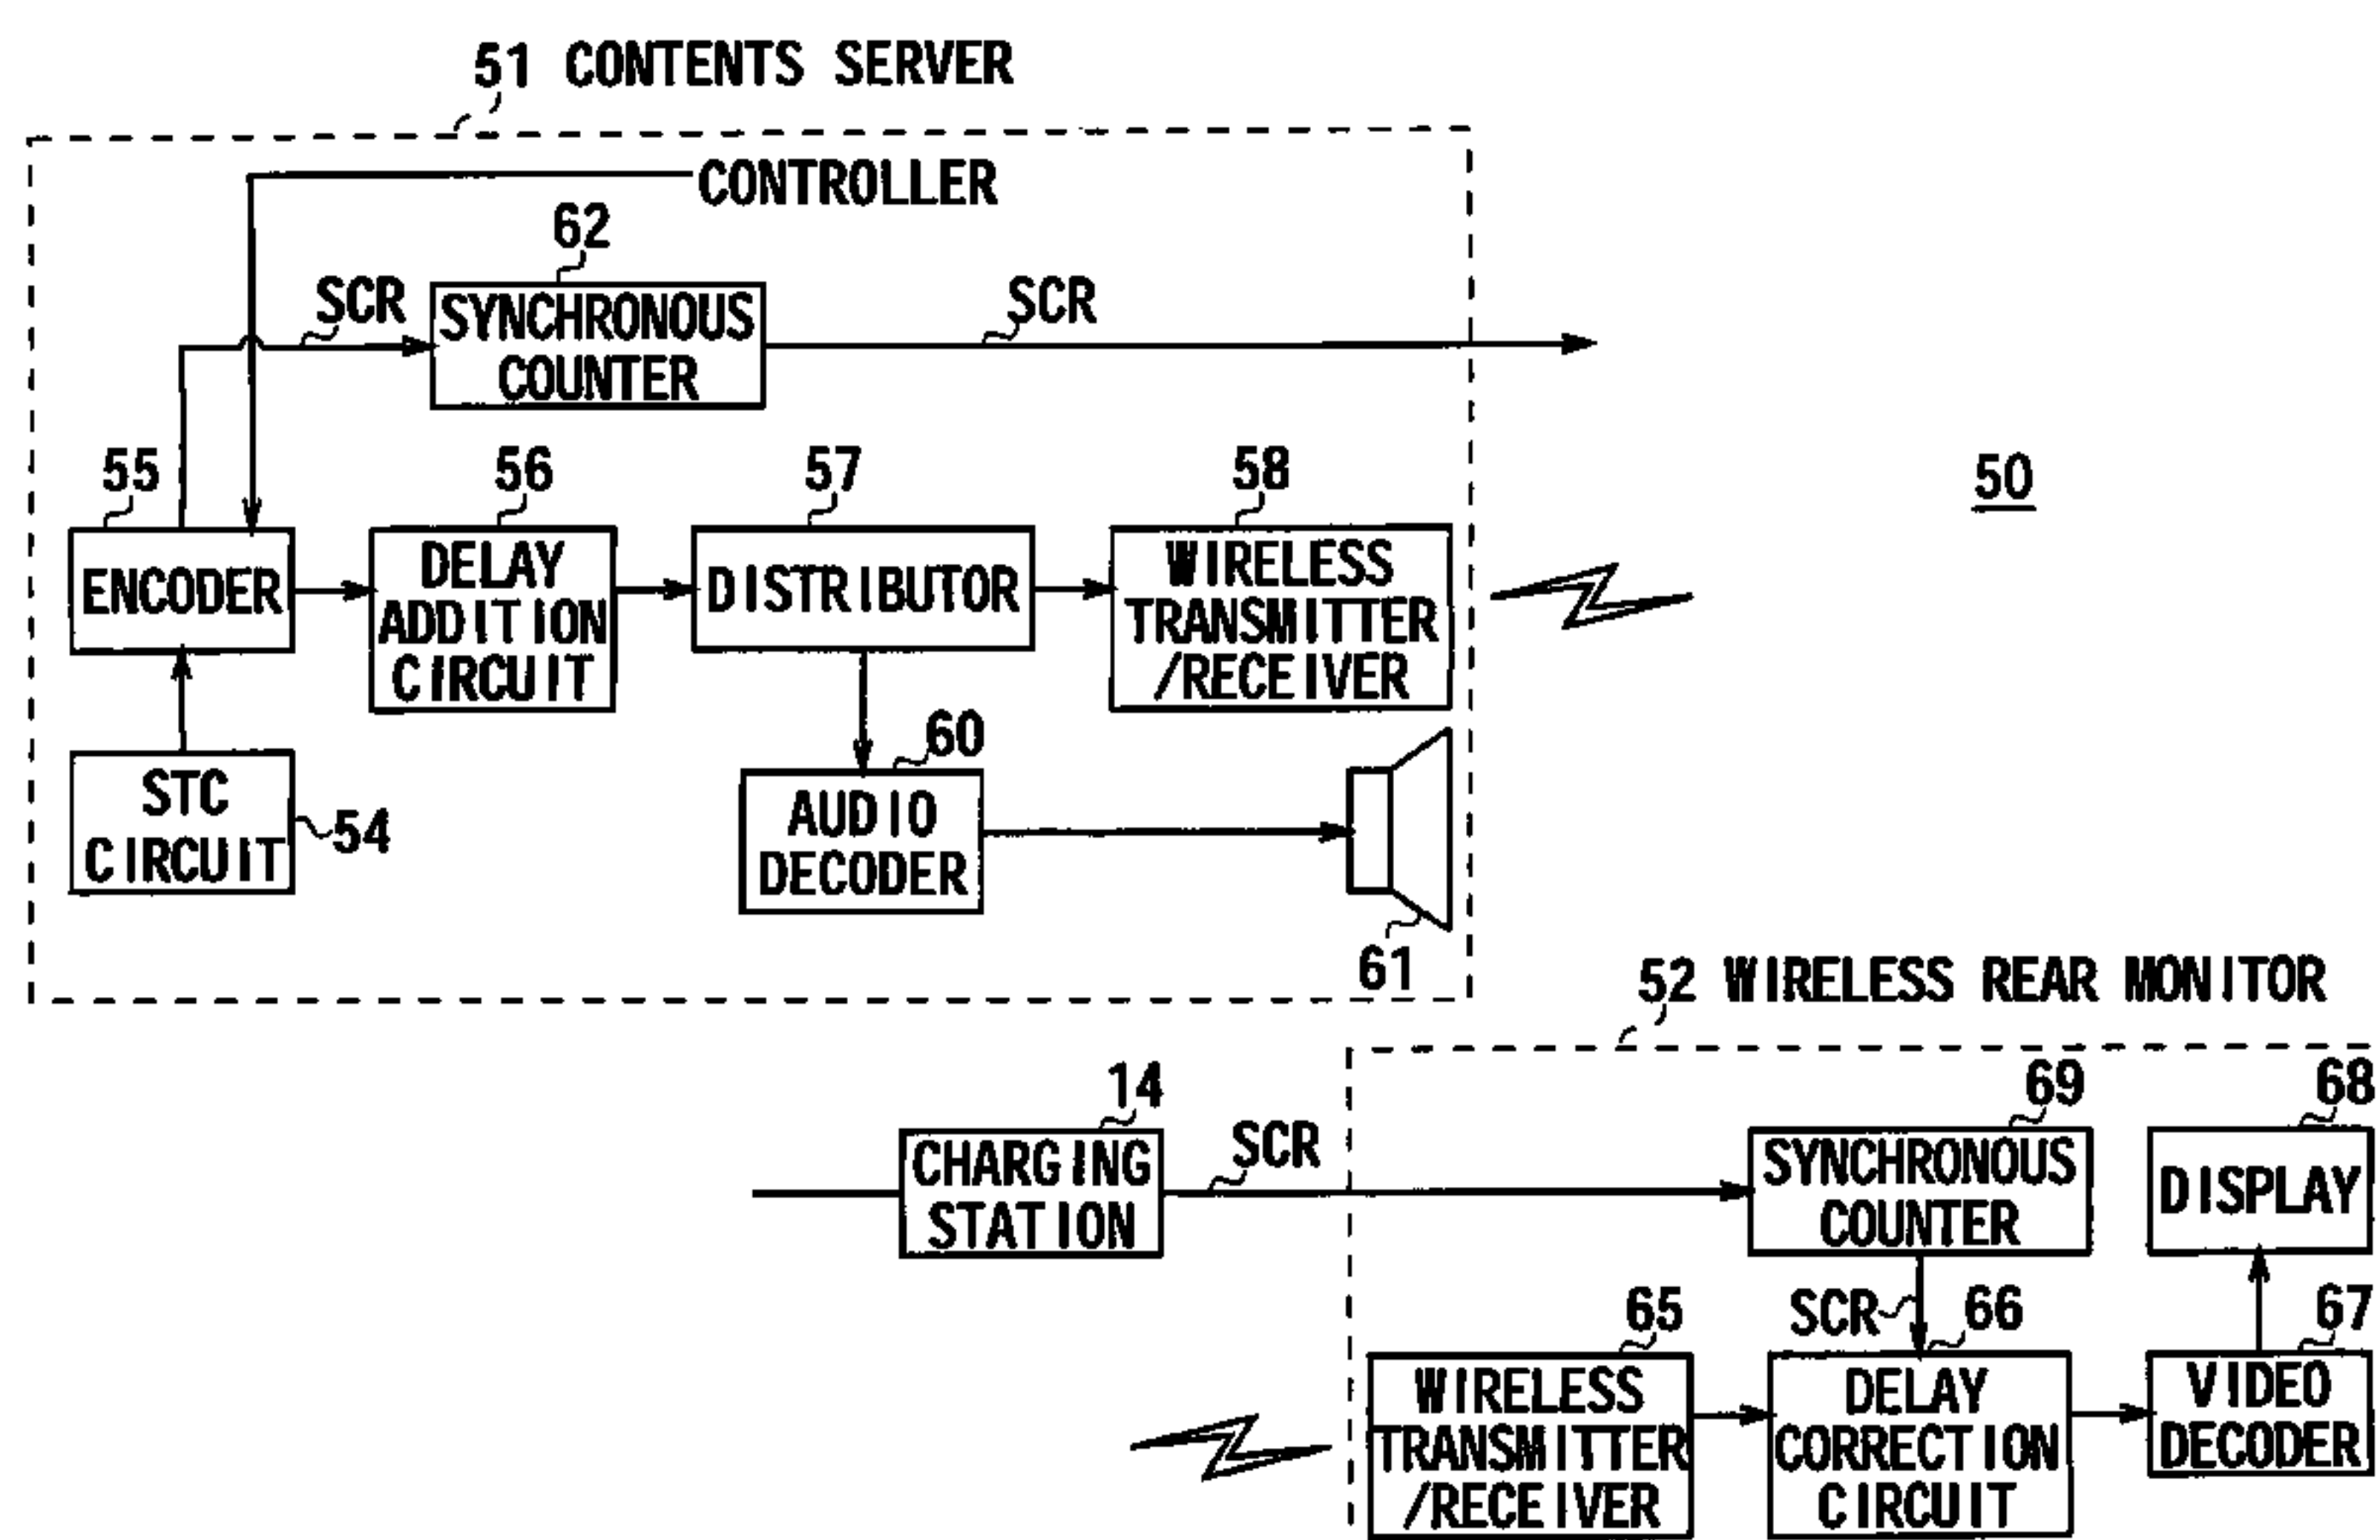 51 CONTENTS SERVER
CONTROLLER
62
SCR
SYNCHRONOUS
COUNTER
SCR
55
56
57
58
50
ENCODER
DELAY
ADDITION
CIRCUIT
DISTRIBUTOR
WIRELESS
TRANSMITTER
/RECEIVER
STC
CIRCUIT
54
60
AUDIO
DECODER
61
52 WIRELESS REAR MONITOR
14
CHARGING
STATION
SCR
69
SYNCHRONOUS
COUNTER
68
DISPLAY
SCR
65
WIRELESS
TRANSMITTER
/RECEIVER
66
DELAY
CORRECTION
CIRCUIT
67
VIDEO
DECODER